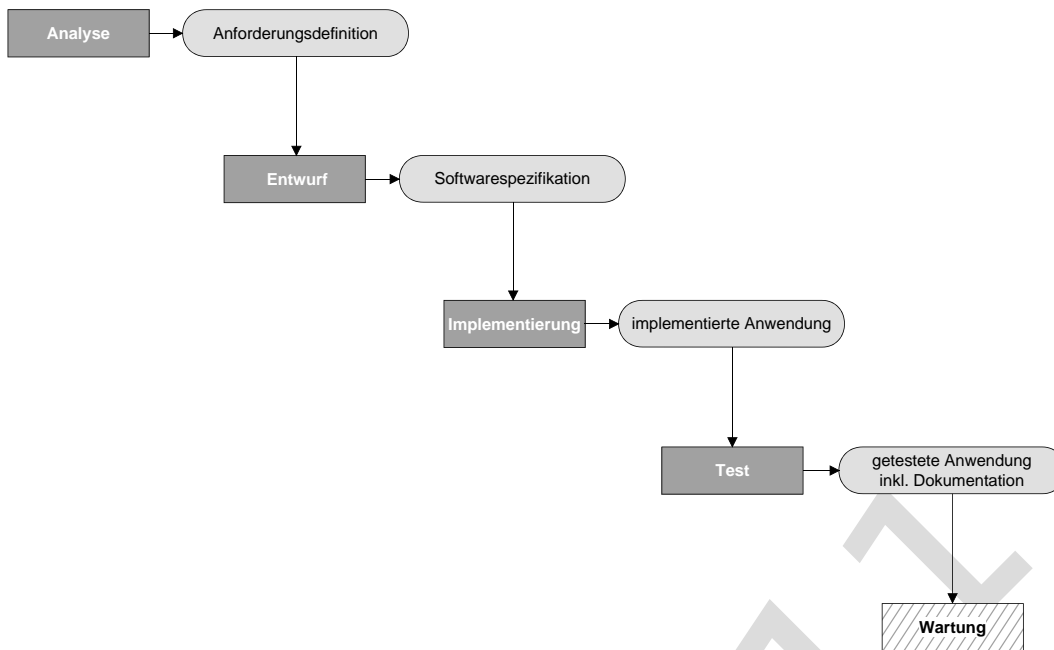 Analyse
Anforderungsdefinition
Entwurf
Softwarespezifikation
Implementierung
implementierte Anwendung
Test
getestete Anwendung
inkl. Dokumentation
Wartung